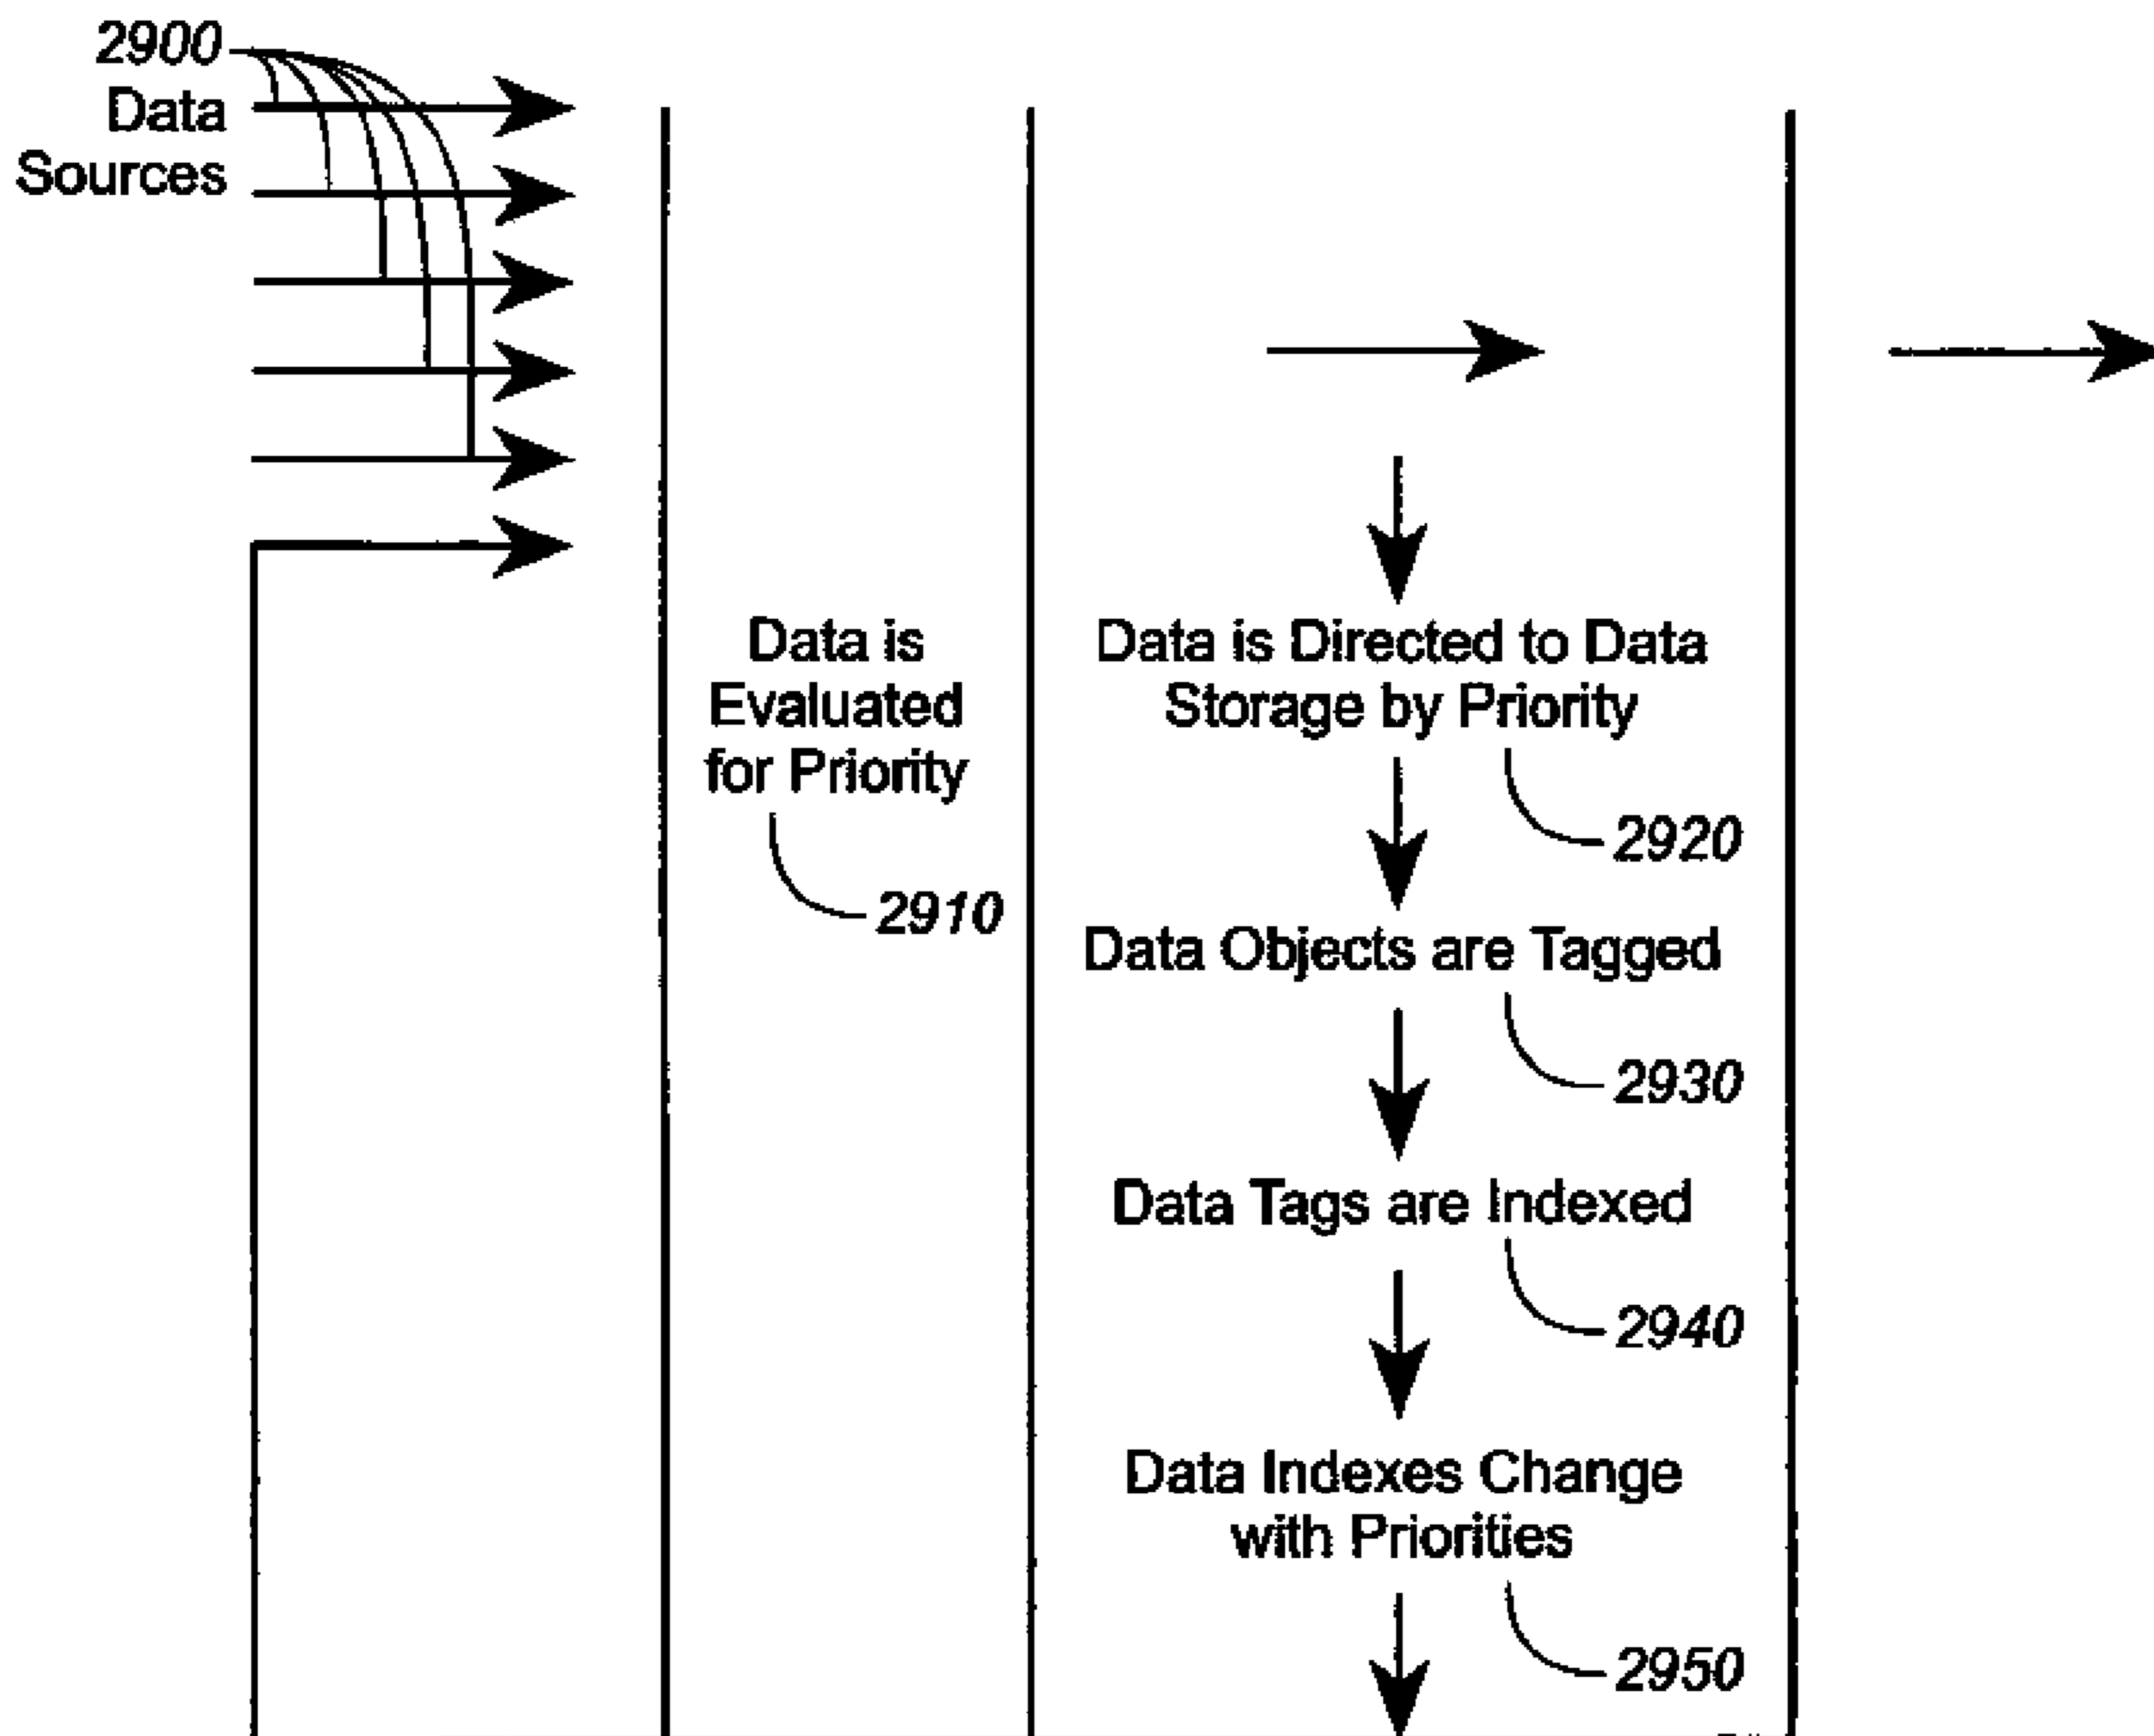 2900
Data
Sources
Data is
Evaluated
for Priority
2910
Data is Directed to Data
Storage by Priority
2920
Data Objects are Tagged
2930
Data Tags are Indexed
2940
Data Indexes Change
with Priorities
2950